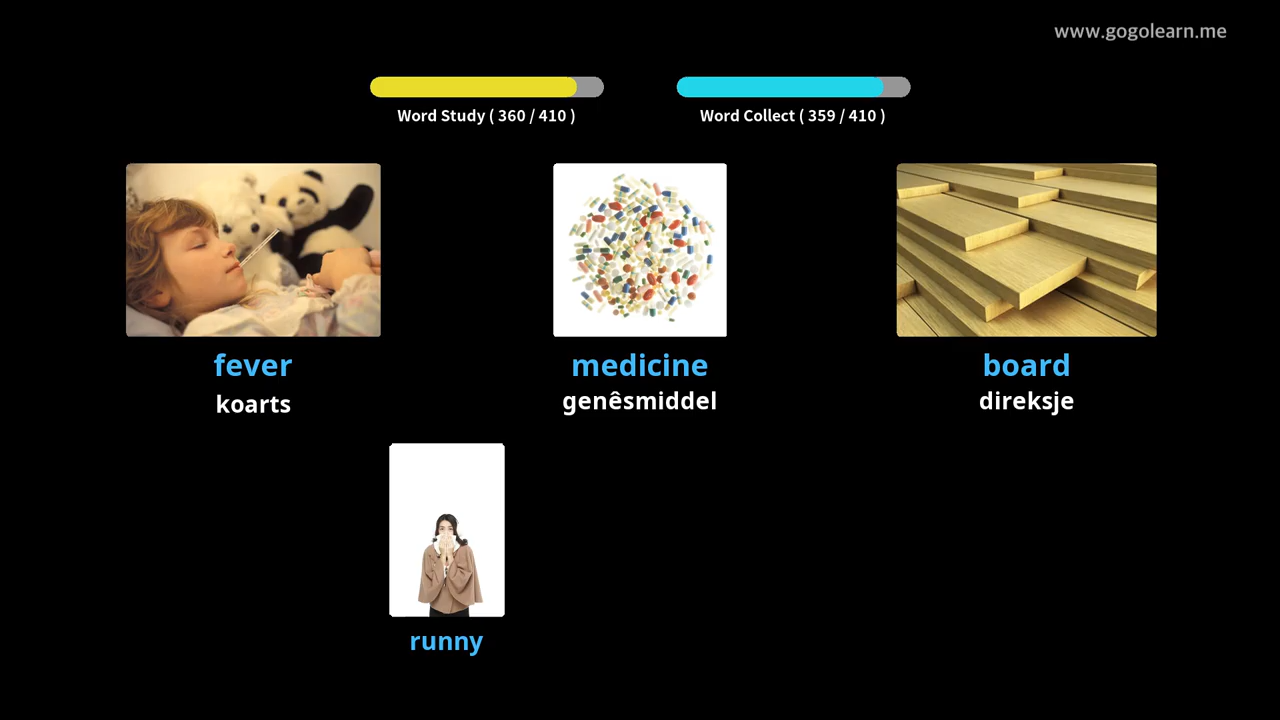 www.gogolearn.me
Word Study ( 360 / 410 )
Word Collect ( 359 / 410 )
fever
koarts
medicine
genêsmiddel
board
direksje
runny